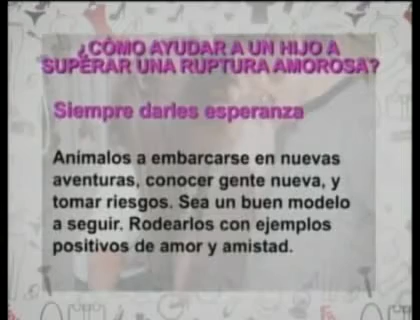 ¿CÓMO AYUDAR A UN HIJO A
SUPERAR UNA RUPTURA AMOROSA?
Siempre darles esperanza
Anímalos a embarcarse en nuevas
aventuras, conocer gente nueva, y
tomar riesgos. Sea un buen modelo
a seguir. Rodearlos con ejemplos
positivos de amor y amistad.